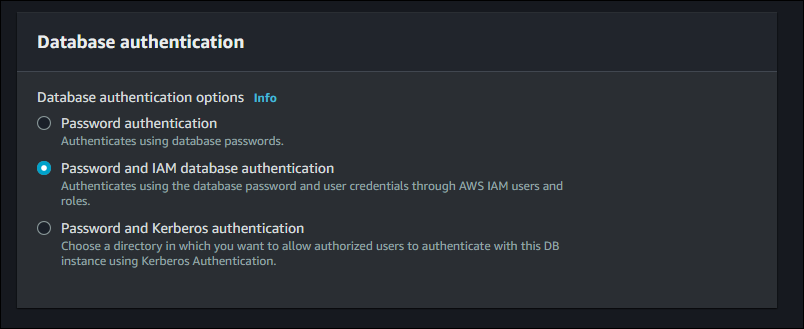 Database authentication
Database authentication options Info
Password authentication
Authenticates using database passwords.
Password and IAM database authentication
Authenticates using the database password and user credentials through AWS IAM users and
roles.
Password and Kerberos authentication
Choose a directory in which you want to allow authorized users to authenticate with this DB
instance using Kerberos Authentication.